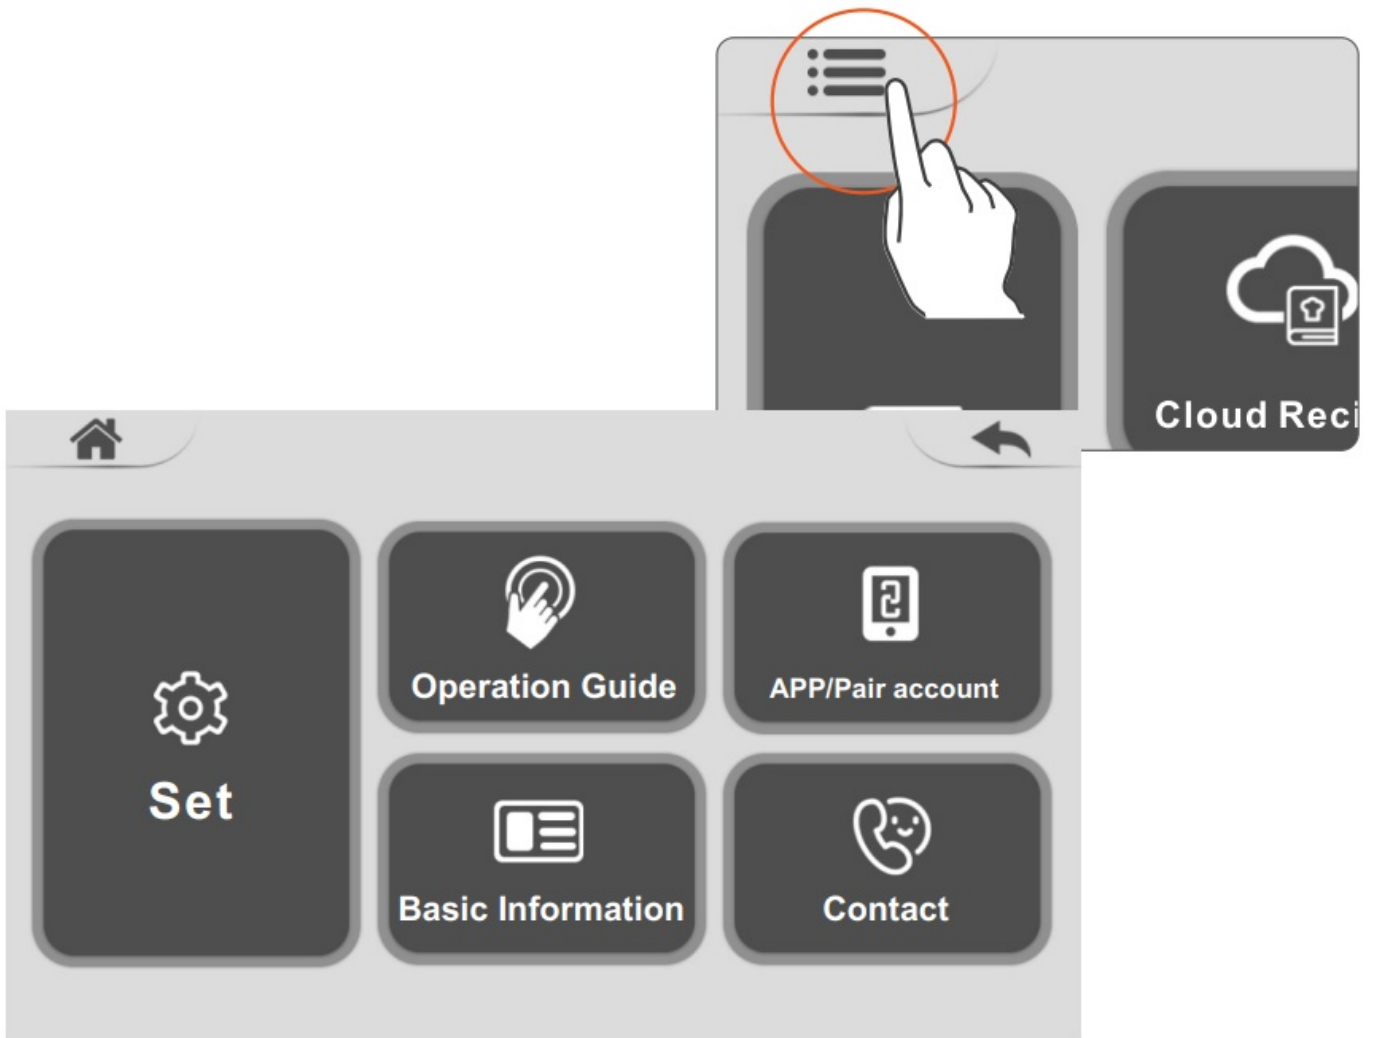 Cloud Reci
Operation Guide
APP/Pair account
Set
Basic Information
Contact